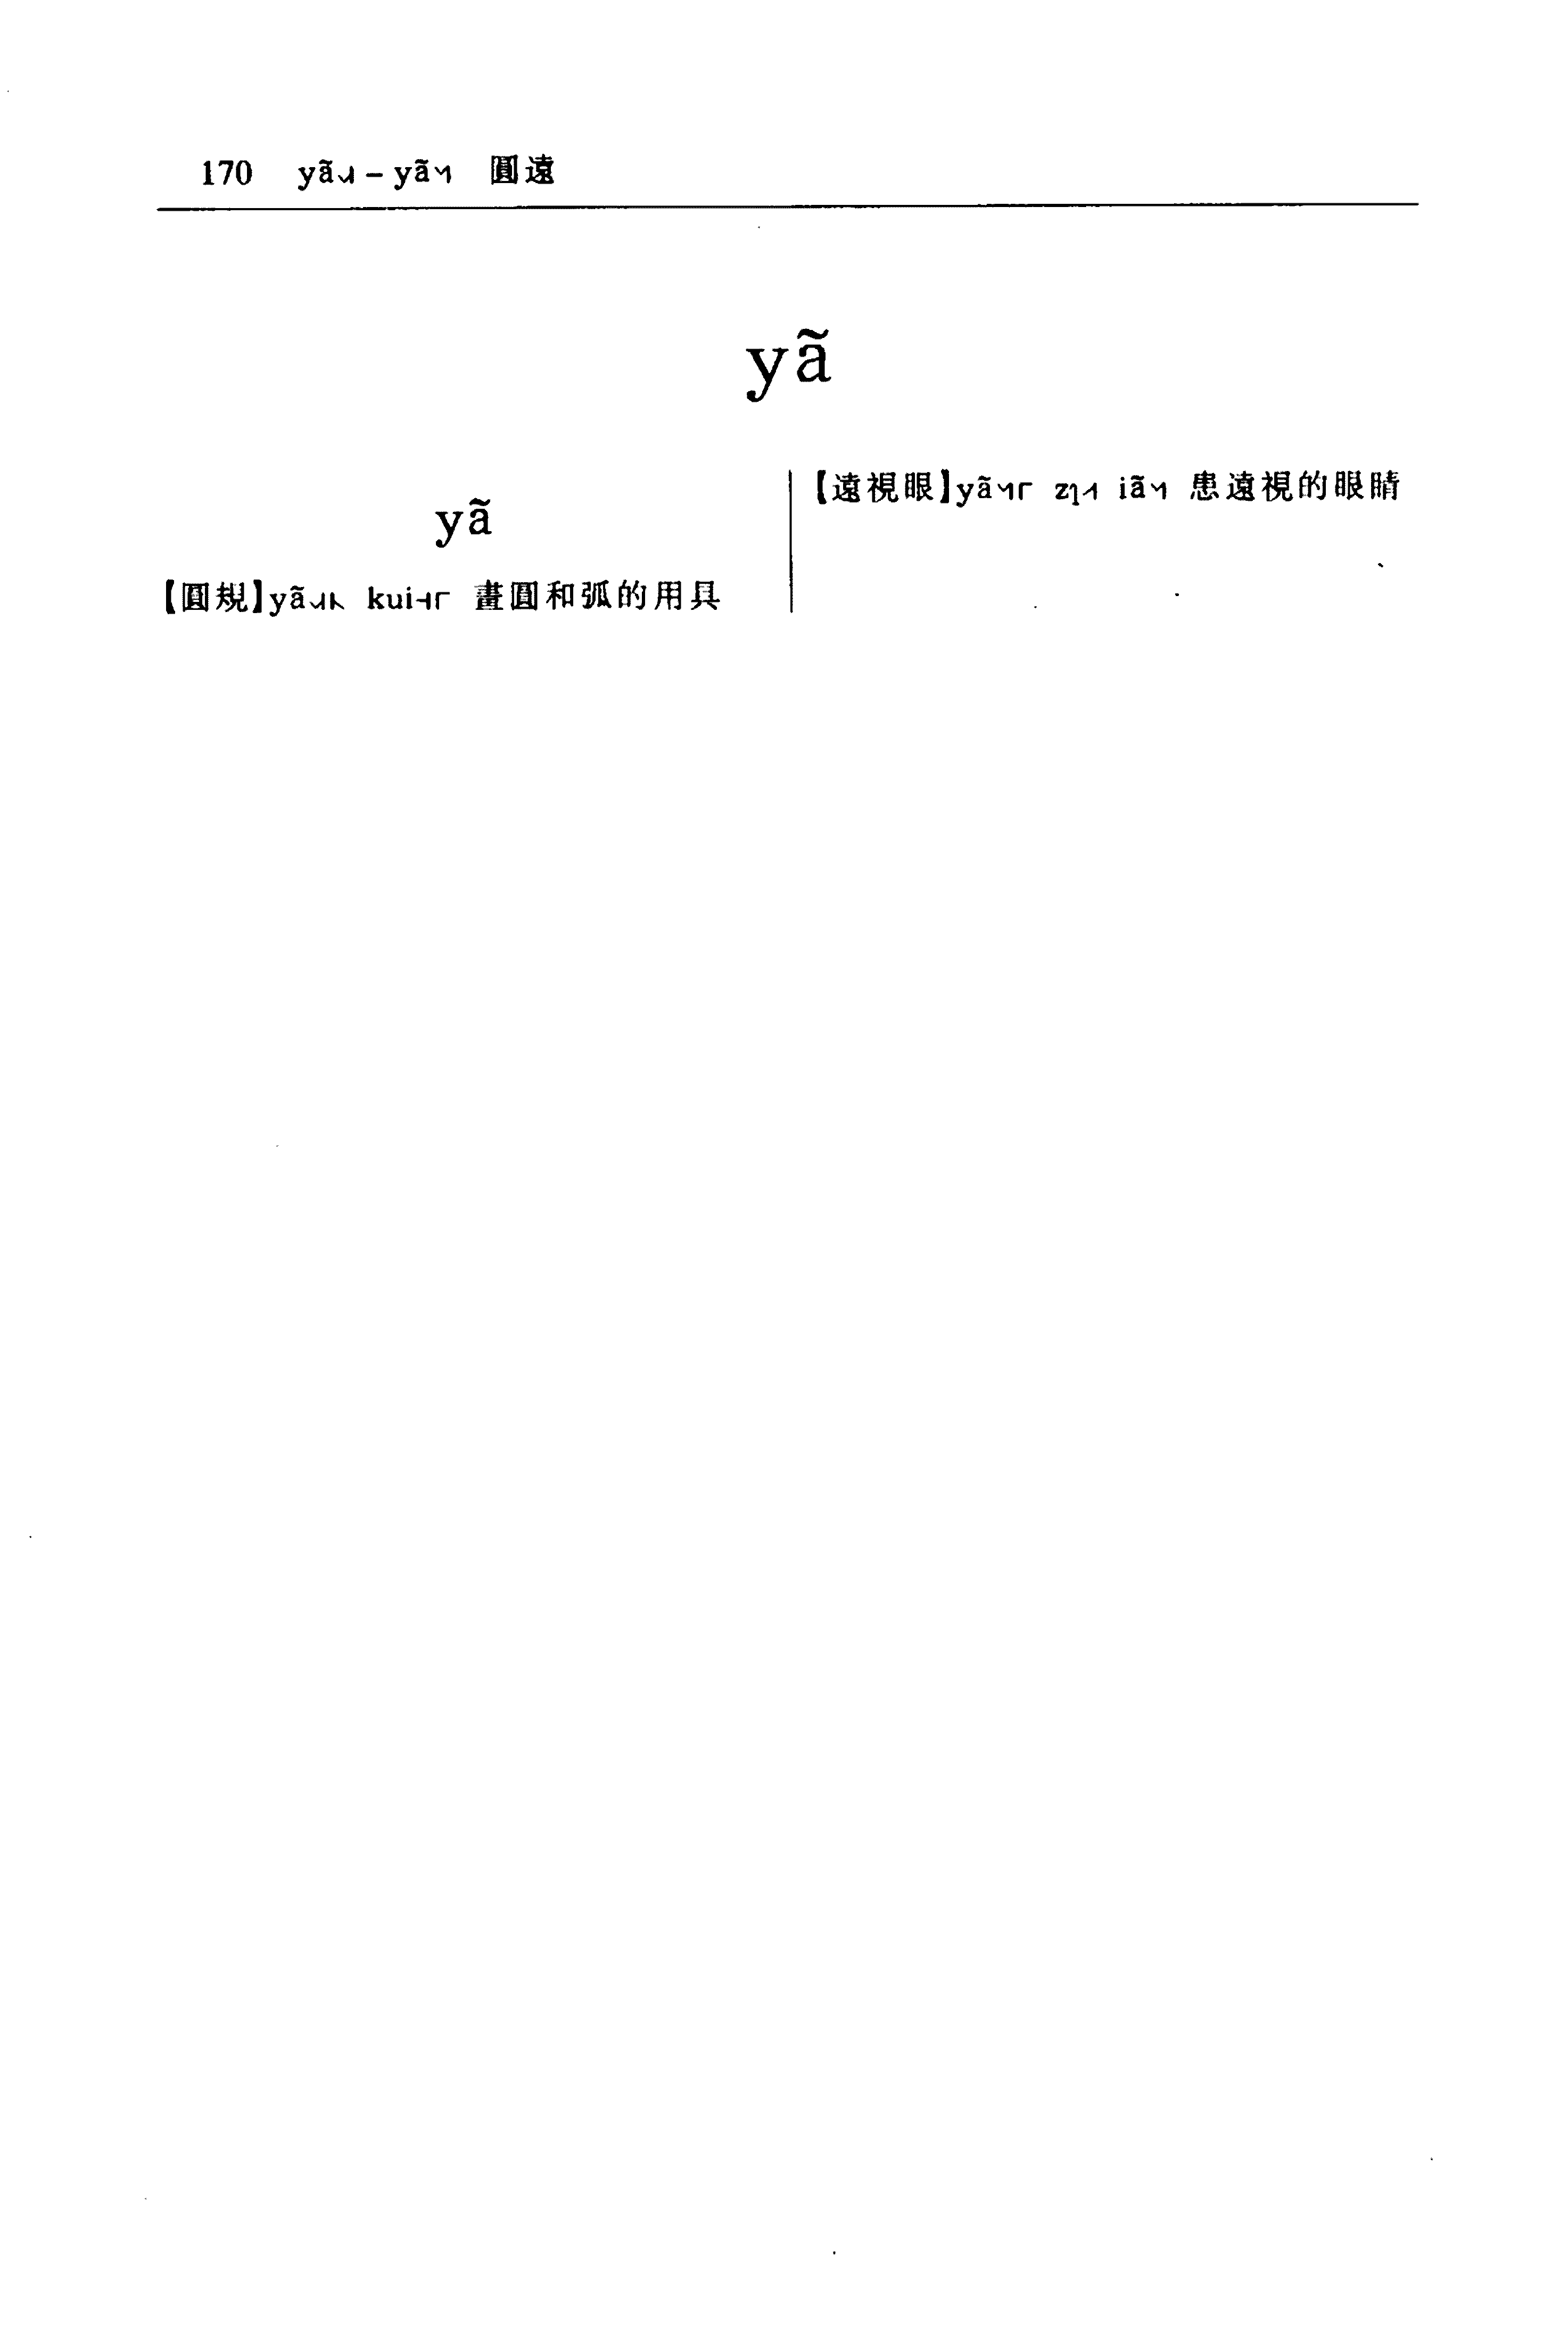 170 yã˧˩˧ – yã˥˧˥ 圓遠
yã
yã
【圓規】yã˧˩˧꜔꜖ kui˧˧˦꜒ 畫圓和弧的用具
【遠視眼】yã˥˧˥꜒ zɿ˩˦ iã˥˧˥ 患遠視的眼睛